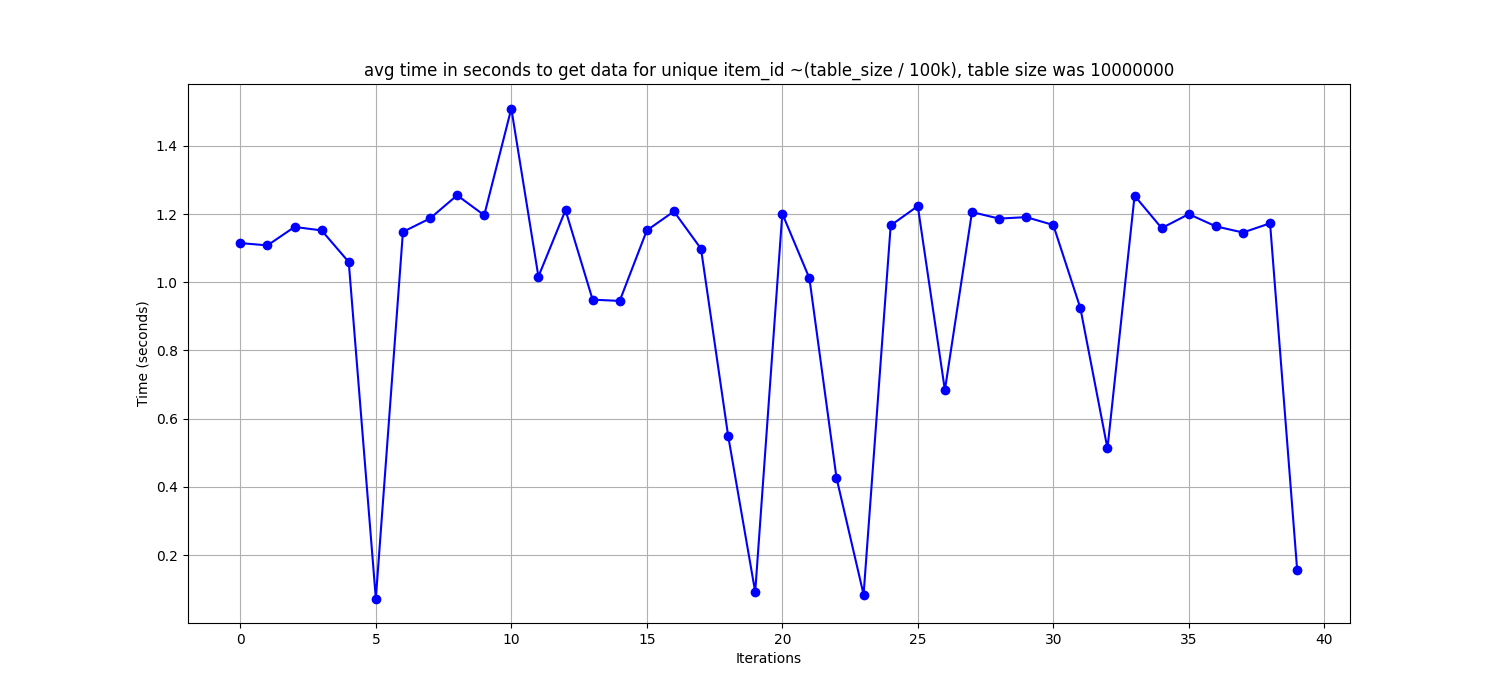 avg time in seconds to get data for unique item_id ~(table_size / 100k), table size was 10000000
1.4
1.2
1.0
0.8
0.6
0.4
0.2
Time (seconds)
0 5 10 15 20 25 30 35 40
Iterations